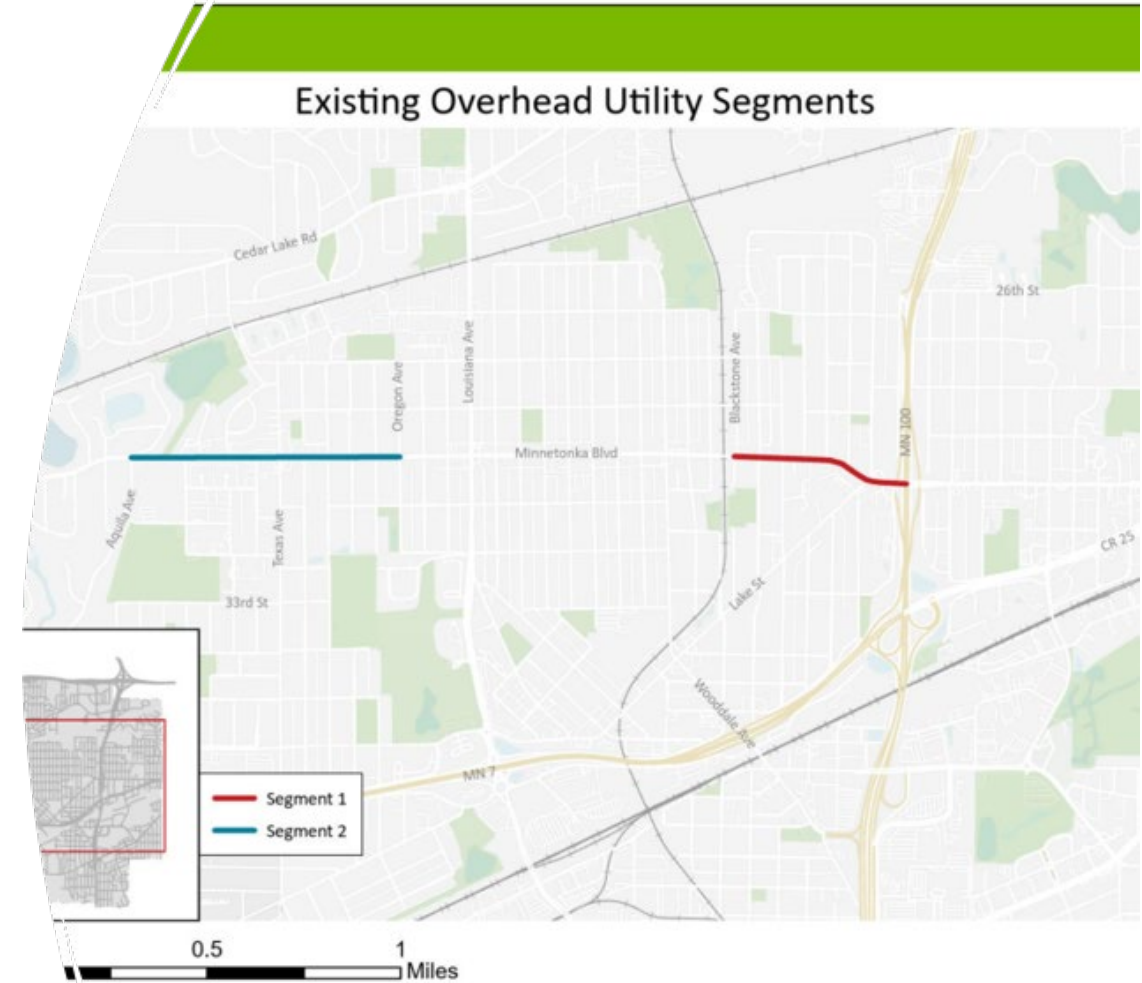 Existing Overhead Utility Segments
Cedar Lake Rd
26th St
Louisiana Ave
Blackstone Ave
Oregon Ave
MN 100
Minnetonka Blvd
Aquila Ave
Texas Ave
CR 25
33rd St
Lake St
Wooddale Ave
MN 7
Segment 1
Segment 2
0.5 1
Miles